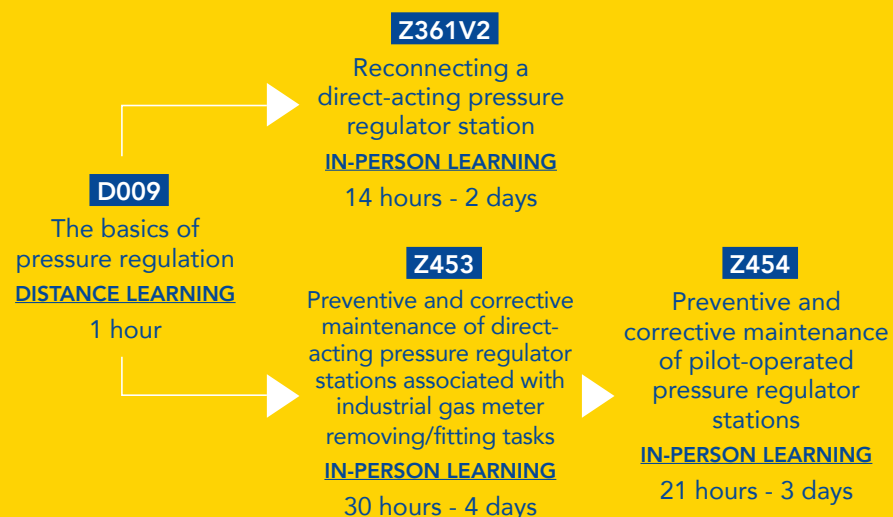 Z361V2
Reconnecting a
direct-acting pressure
regulator station
IN-PERSON LEARNING
14 hours - 2 days
D009
The basics of
pressure regulation
DISTANCE LEARNING
1 hour
Z453
Preventive and corrective
maintenance of direct-
acting pressure regulator
stations associated with
industrial gas meter
removing/fitting tasks
IN-PERSON LEARNING
30 hours - 4 days
Z454
Preventive and
corrective maintenance
of pilot-operated
pressure regulator
stations
IN-PERSON LEARNING
21 hours - 3 days